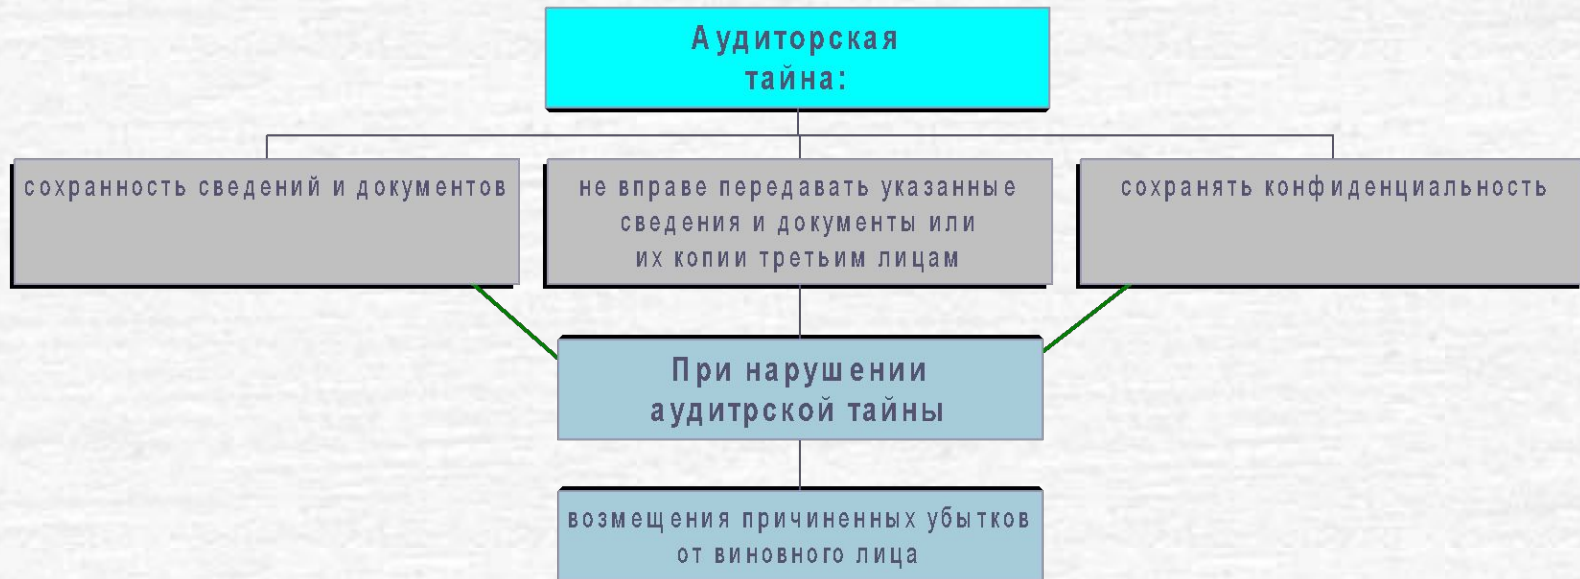 Аудиторская
тайна:
сохранность сведений и документов
не вправе передавать указанные
сведения и документы или
их копии третьим лицам
сохранять конфиденциальность
При нарушении
аудитрской тайны
возмещения причиненных убытков
от виновного лица